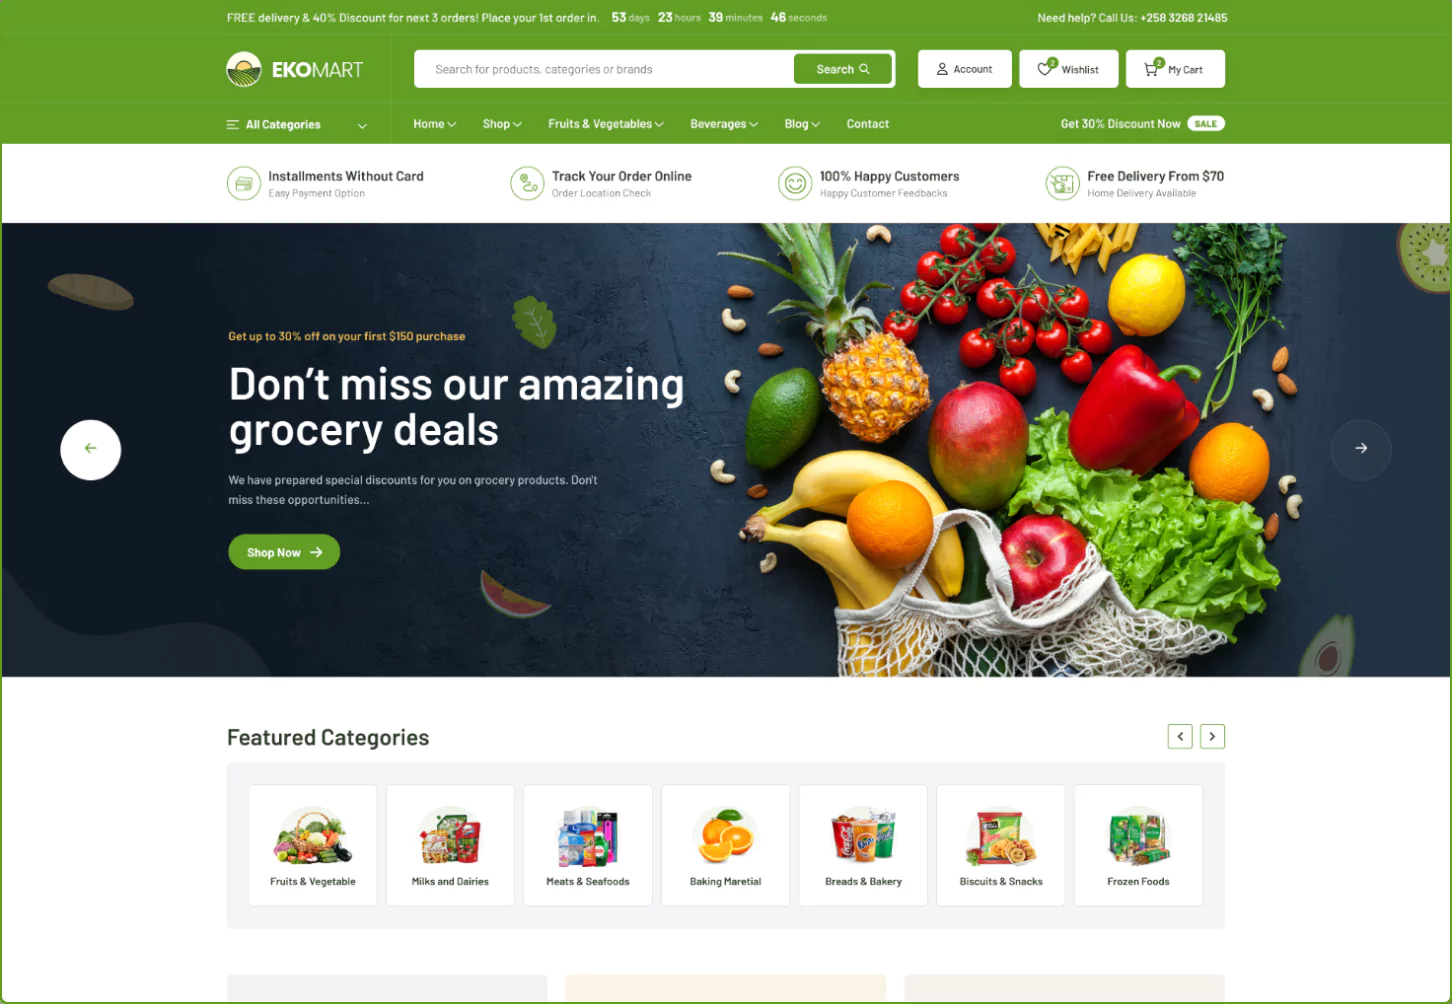 FREE delivery & 40% Discount for next 3 orders! Place your 1st order in. 53 days 23 hours 39 minutes 46 seconds
Need help? Call Us: +258 3268 21485
EKOMART
Search for products, categories or brands
Search
Account
2
Wishlist
2
My Cart
All Categories
Home
Shop
Fruits & Vegetables
Beverages
Blog
Contact
Get 30% Discount Now SALE
Installments Without Card
Easy Payment Option
Track Your Order Online
Order Location Check
100% Happy Customers
Happy Customer Feedbacks
Free Delivery From $70
Home Delivery Available
Get up to 30% off on your first $150 purchase
Don’t miss our amazing
grocery deals
We have prepared special discounts for you on grocery products. Don't
miss these opportunities...
Shop Now
Featured Categories
Fruits & Vegetable
Milks and Dairies
Meats & Seafoods
Baking Maretial
Breads & Bakery
Biscuits & Snacks
Frozen Foods